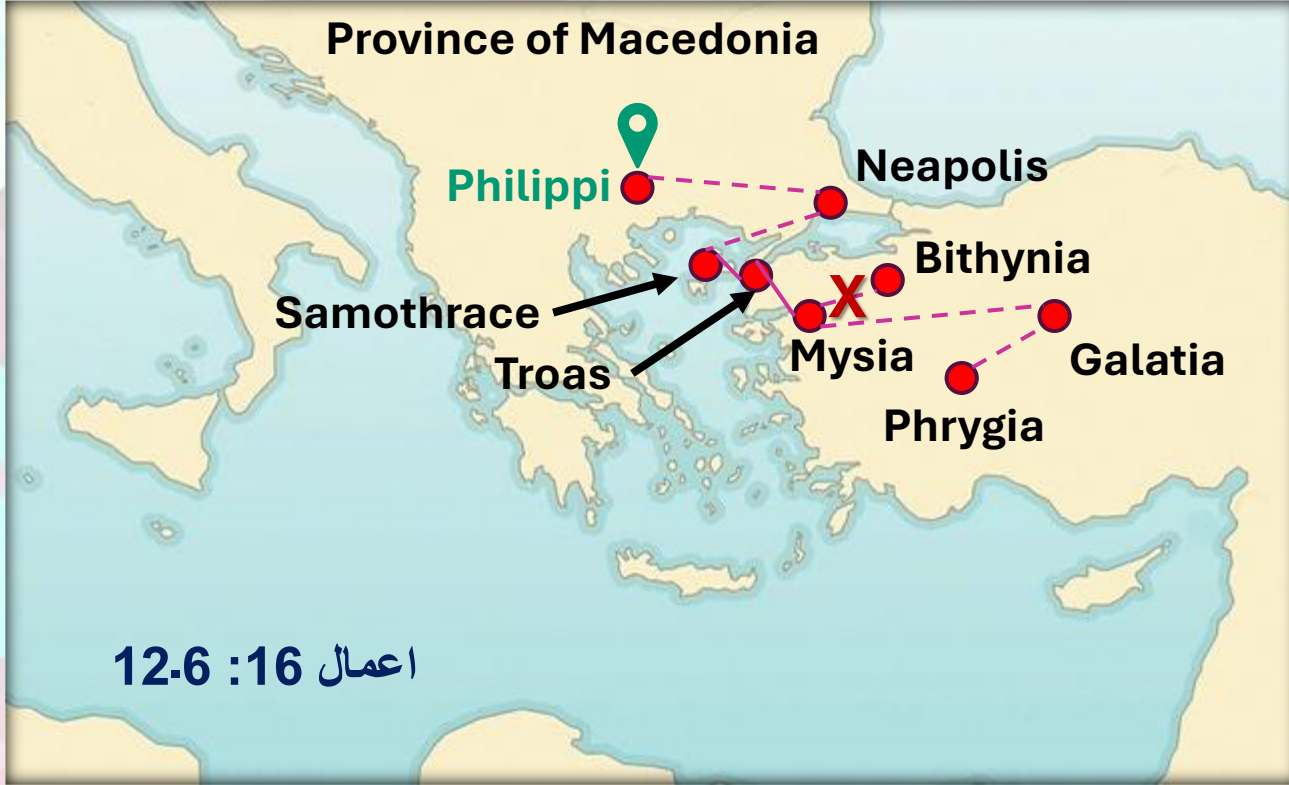 Province of Macedonia
Philippi
Neapolis
Bithynia
Samothrace
Troas
X
Mysia
Galatia
Phrygia
اعمال 16: 6-12